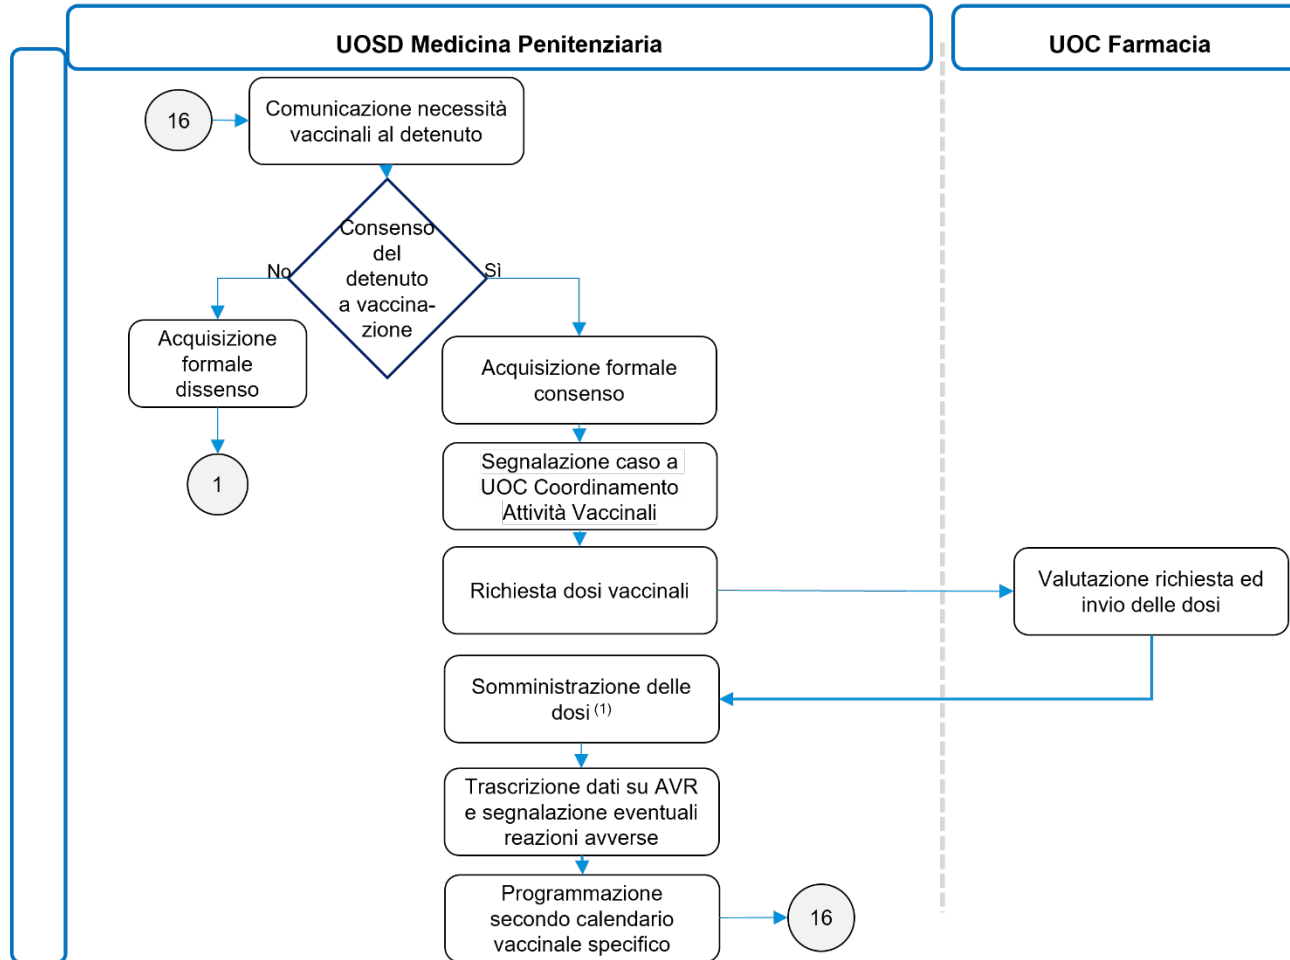 UOSD Medicina Penitenziaria
UOC Farmacia
16
Comunicazione necessità
vaccinali al detenuto
Consenso
del
detenuto
a vaccina-
zione
No
Sì
Acquisizione
formale
dissenso
1
Acquisizione formale
consenso
Segnalazione caso a
UOC Coordinamento
Attività Vaccinali
Richiesta dosi vaccinali
Valutazione richiesta ed
invio delle dosi
Somministrazione delle
dosi (1)
Trascrizione dati su AVR
e segnalazione eventuali
reazioni avverse
Programmazione
secondo calendario
vaccinale specifico
16